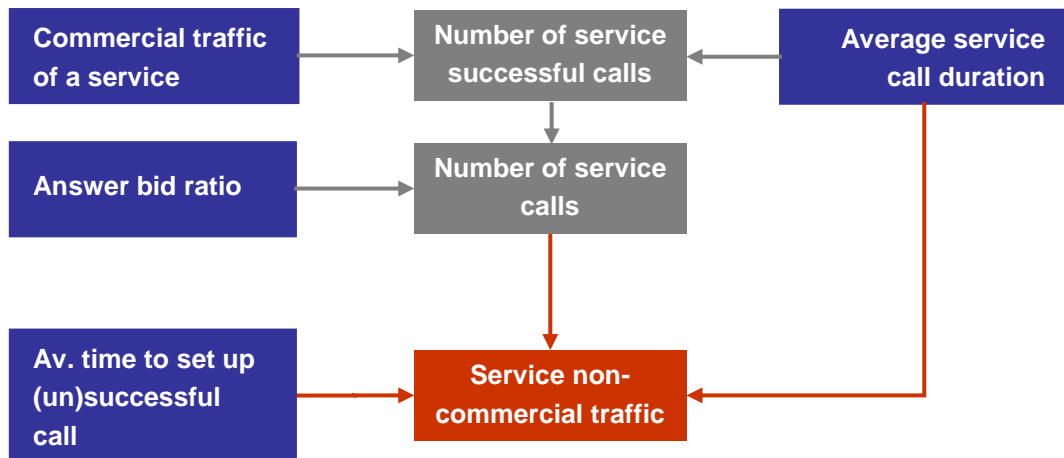 Commercial traffic
of a service
Number of service
successful calls
Average service
call duration
Answer bid ratio
Number of service
calls
Av. time to set up
(un)successful
call
Service non-
commercial traffic